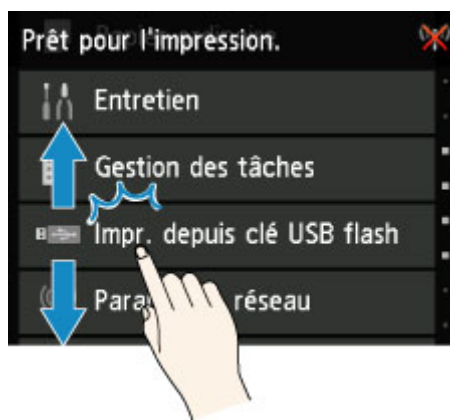 Prêt pour l'impression.
Entretien
Gestion des tâches
Impr. depuis clé USB flash
réseau